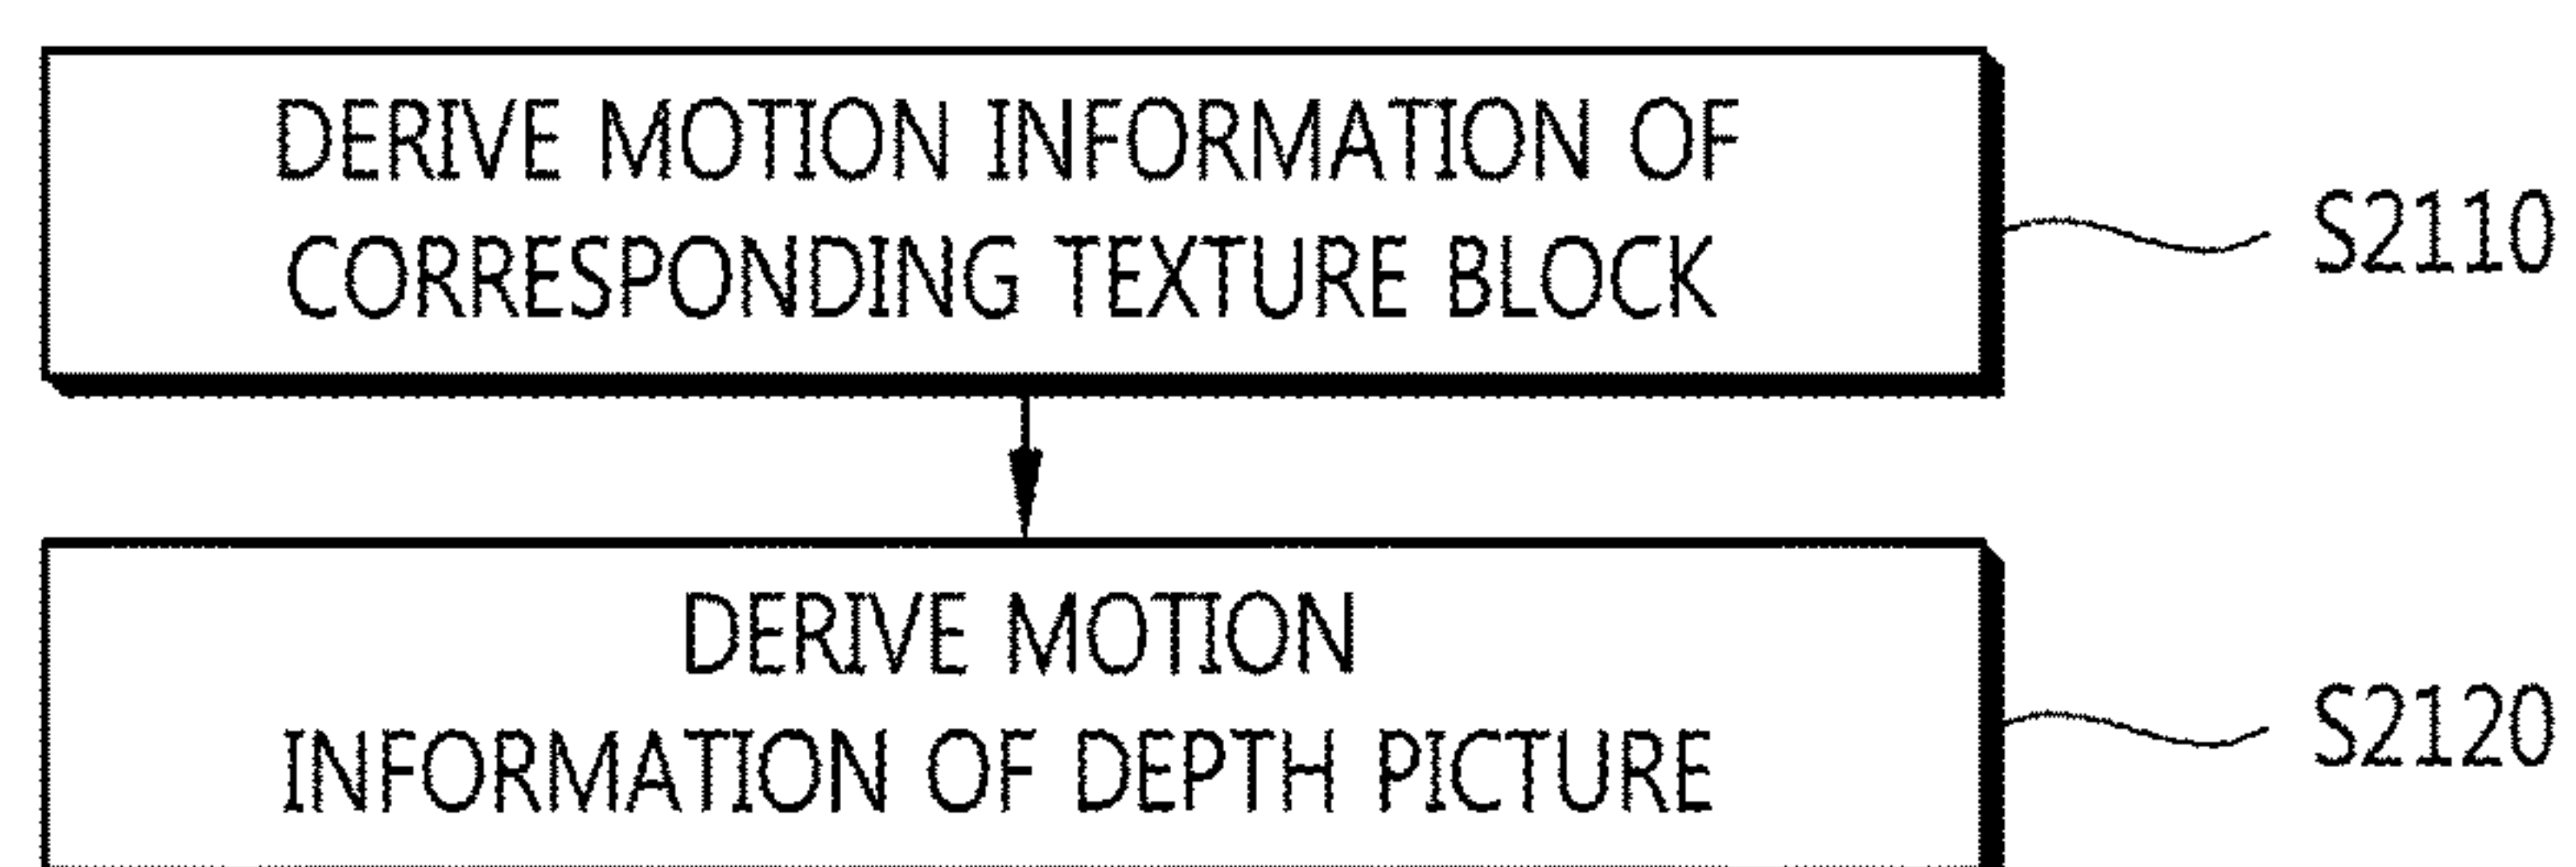 DERIVE MOTION INFORMATION OF
CORRESPONDING TEXTURE BLOCK
S2110
DERIVE MOTION
INFORMATION OF DEPTH PICTURE
S2120